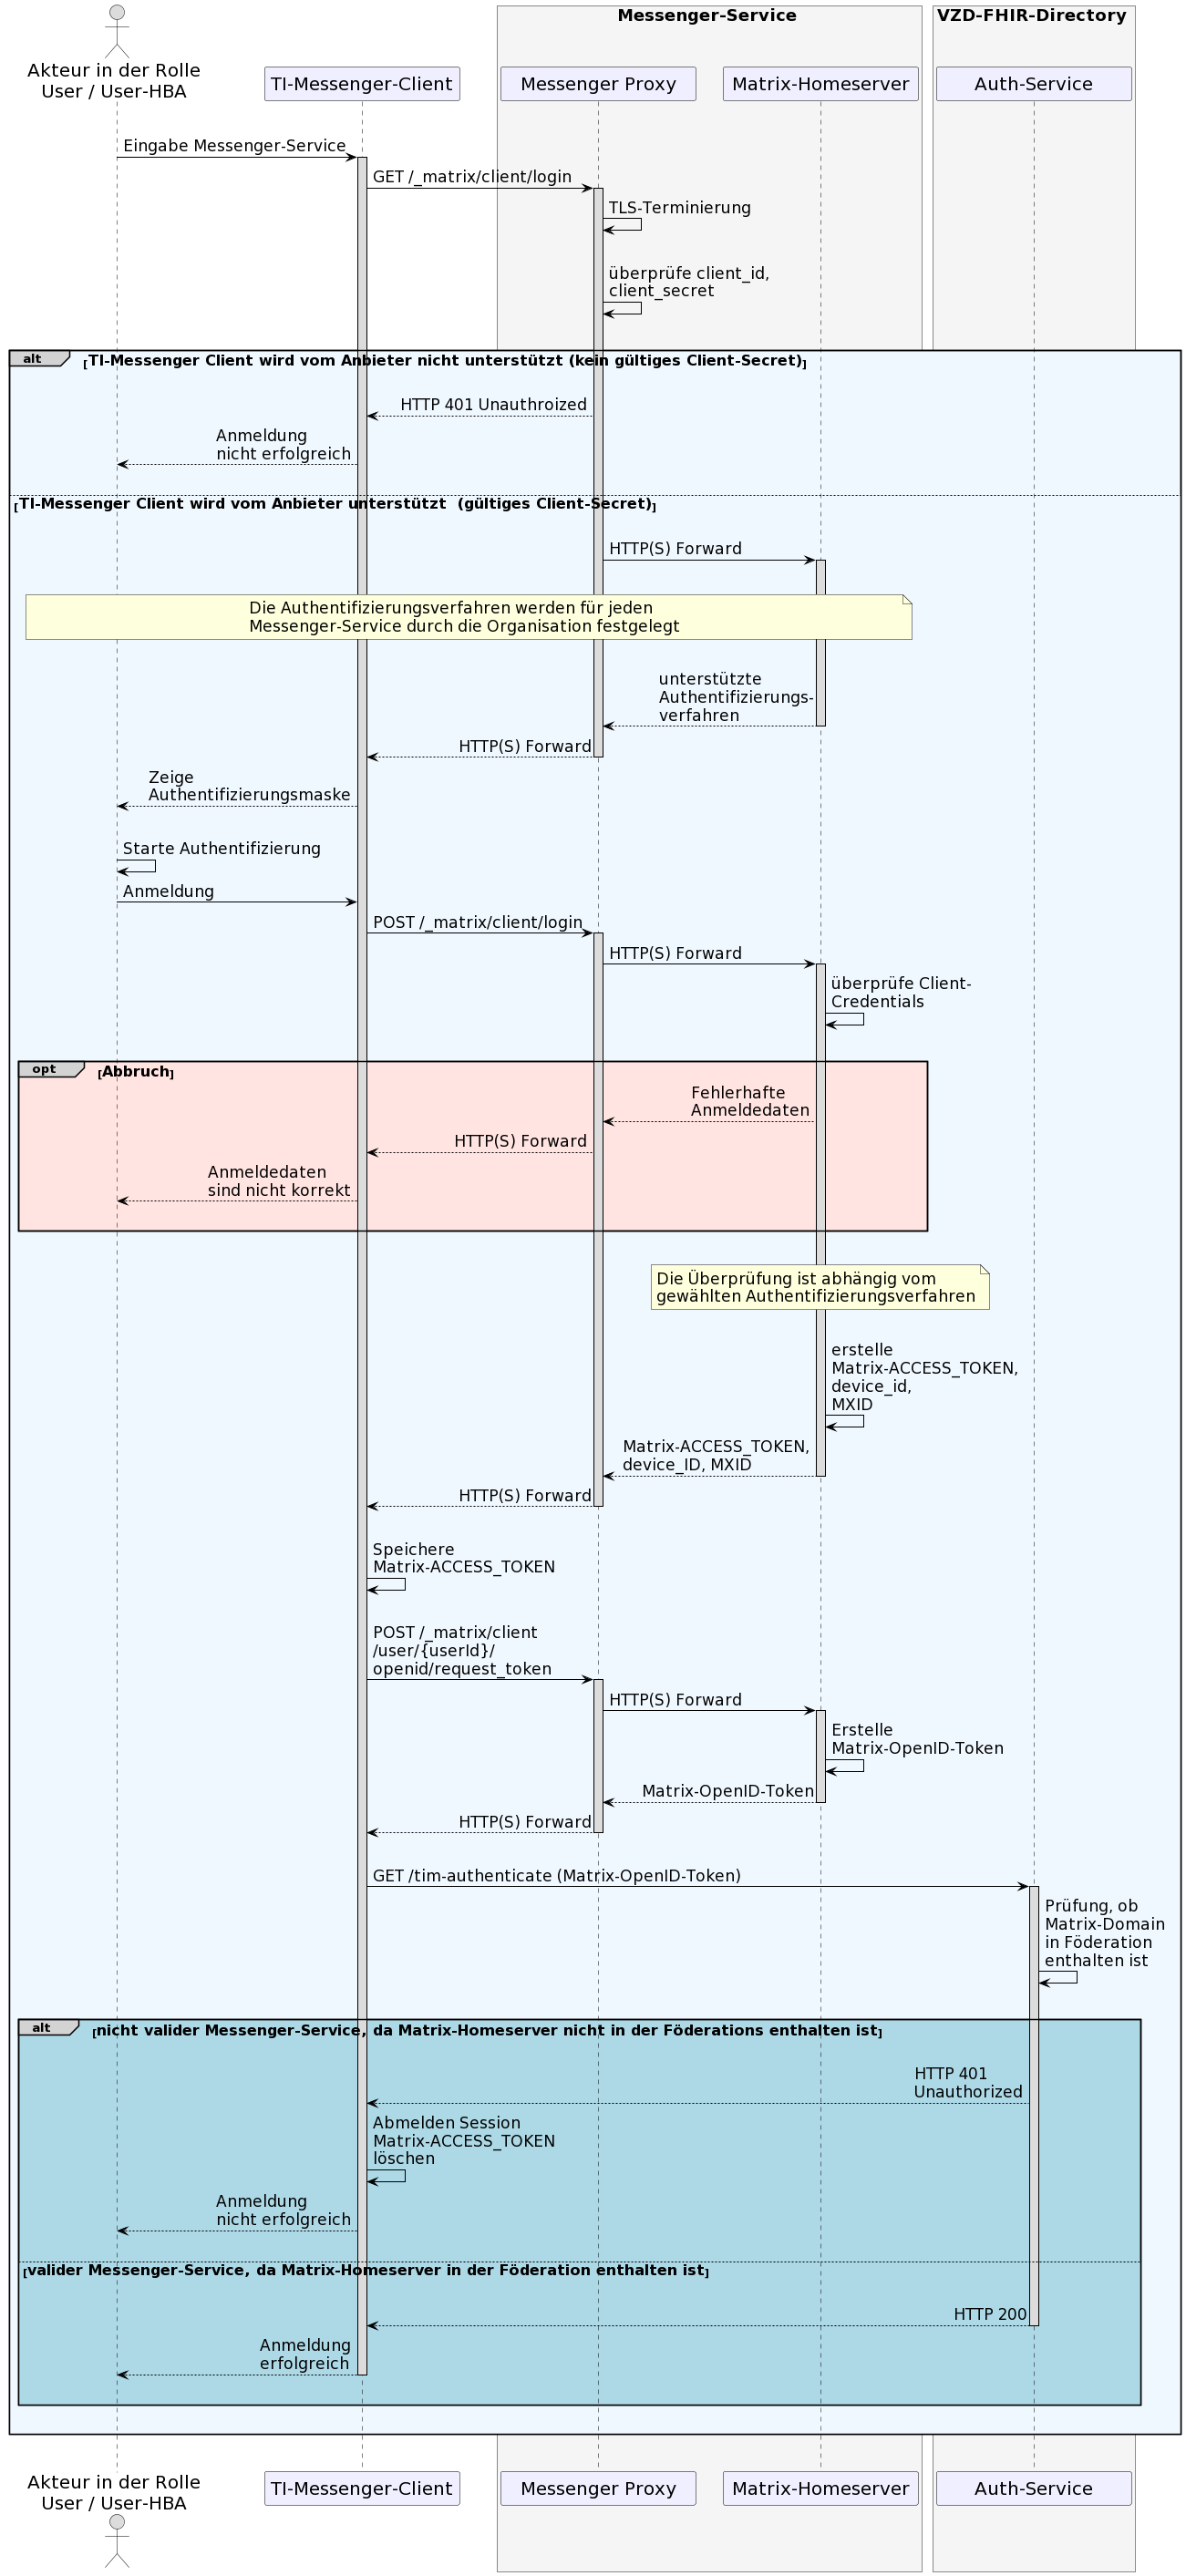 Messenger-Service
VZD-FHIR-Directory
Akteur in der Rolle
User / User-HBA
TI-Messenger-Client
Messenger Proxy
Matrix-Homeserver
Auth-Service
Eingabe Messenger-Service
GET /_matrix/client/login
TLS-Terminierung
überprüfe client_id,
client_secret
alt
[TI-Messenger Client wird vom Anbieter nicht unterstützt (kein gültiges Client-Secret)]
HTTP 401 Unauthroized
Anmeldung
nicht erfolgreich
[TI-Messenger Client wird vom Anbieter unterstützt  (gültiges Client-Secret)]
HTTP(S) Forward
Die Authentifizierungsverfahren werden für jeden
Messenger-Service durch die Organisation festgelegt
unterstützte
Authentifizierungs-
verfahren
HTTP(S) Forward
Zeige
Authentifizierungsmaske
Starte Authentifizierung
Anmeldung
POST /_matrix/client/login
HTTP(S) Forward
überprüfe Client-
Credentials
opt
[Abbruch]
Fehlerhafte
Anmeldedaten
HTTP(S) Forward
Anmeldedaten
sind nicht korrekt
Die Überprüfung ist abhängig vom
gewählten Authentifizierungsverfahren
erstelle
Matrix-ACCESS_TOKEN,
device_id,
MXID
Matrix-ACCESS_TOKEN,
device_ID, MXID
HTTP(S) Forward
Speichere
Matrix-ACCESS_TOKEN
POST /_matrix/client
/user/{userId}/
openid/request_token
HTTP(S) Forward
Erstelle
Matrix-OpenID-Token
Matrix-OpenID-Token
HTTP(S) Forward
GET /tim-authenticate (Matrix-OpenID-Token)
Prüfung, ob
Matrix-Domain
in Föderation
enthalten ist
alt
[nicht valider Messenger-Service, da Matrix-Homeserver nicht in der Föderations enthalten ist]
HTTP 401
Unauthorized
Abmelden Session
Matrix-ACCESS_TOKEN
löschen
Anmeldung
nicht erfolgreich
[valider Messenger-Service, da Matrix-Homeserver in der Föderation enthalten ist]
HTTP 200
Anmeldung
erfolgreich
Akteur in der Rolle
User / User-HBA
TI-Messenger-Client
Messenger Proxy
Matrix-Homeserver
Auth-Service